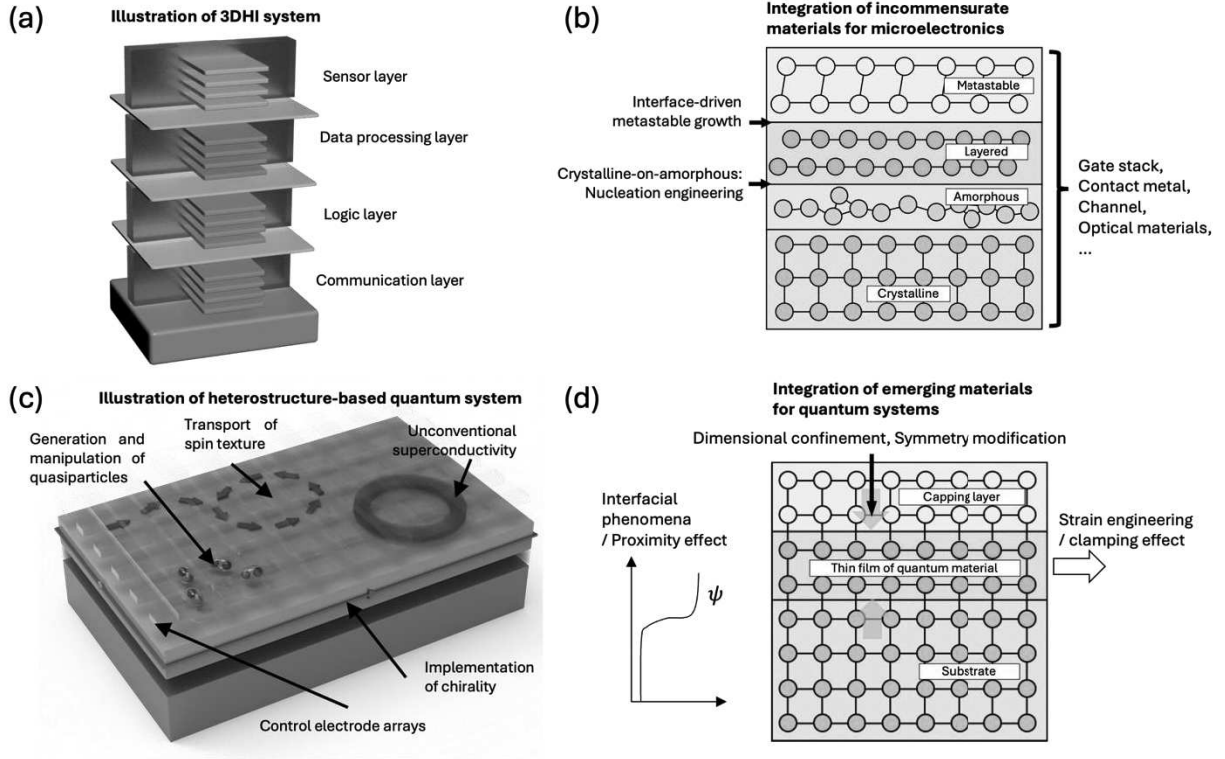 (a)
Illustration of 3DHI system
Sensor layer
Data processing layer
Logic layer
Communication layer
(b)
Integration of incommensurate
materials for microelectronics
Interface-driven
metastable growth
Crystalline-on-amorphous:
Nucleation engineering
Metastable
Layered
Amorphous
Crystalline
Gate stack,
Contact metal,
Channel,
Optical materials,
...
(c)
Illustration of heterostructure-based quantum system
Generation and
manipulation of
quasiparticles
Transport of
spin texture
Unconventional
superconductivity
Implementation
of chirality
Control electrode arrays
(d)
Integration of emerging materials
for quantum systems
Dimensional confinement, Symmetry modification
Interfacial
phenomena
/ Proximity effect
ψ
Capping layer
Thin film of quantum material
Substrate
Strain engineering
/ clamping effect